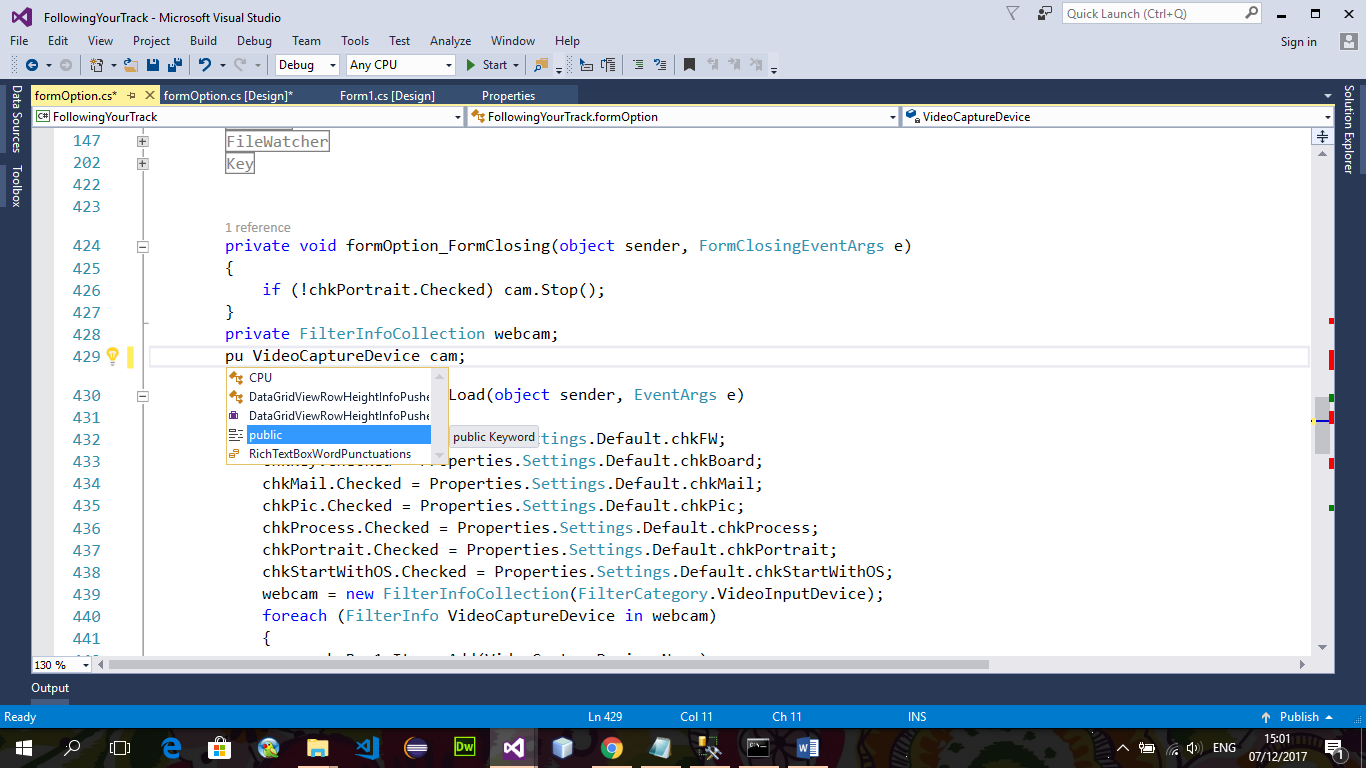 FollowingYourTrack - Microsoft Visual Studio
Quick Launch (Ctrl+Q)
File Edit View Project Build Debug Team Tools Test Analyze Window Help
Sign in
Debug Any CPU Start
formOption.cs* formOption.cs [Design]* Form1.cs [Design] Properties
FollowingYourTrack FollowingYourTrack.formOption VideoCaptureDevice
Data Sources
Toolbox
Solution Explorer
147 FileWatcher
202 Key
422
423
1 reference
424 private void formOption_FormClosing(object sender, FormClosingEventArgs e)
425 {
426 if (!chkPortrait.Checked) cam.Stop();
427 }
428 private FilterInfoCollection webcam;
429 pu VideoCaptureDevice cam;
CPU
DataGridViewRowHeightInfoPushe
DataGridViewRowHeightInfoPushe
public
public Keyword
RichTextBoxWordPunctuations
430 Load(object sender, EventArgs e)
431
432 ttings.Default.chkFW;
433 Properties.Settings.Default.chkBoard;
434 chkMail.Checked = Properties.Settings.Default.chkMail;
435 chkPic.Checked = Properties.Settings.Default.chkPic;
436 chkProcess.Checked = Properties.Settings.Default.chkProcess;
437 chkPortrait.Checked = Properties.Settings.Default.chkPortrait;
438 chkStartWithOS.Checked = Properties.Settings.Default.chkStartWithOS;
439 webcam = new FilterInfoCollection(FilterCategory.VideoInputDevice);
440 foreach (FilterInfo VideoCaptureDevice in webcam)
441 {
130 %
Output
Ready Ln 429 Col 11 Ch 11 INS Publish
Dw
ENG
15:01
07/12/2017
1